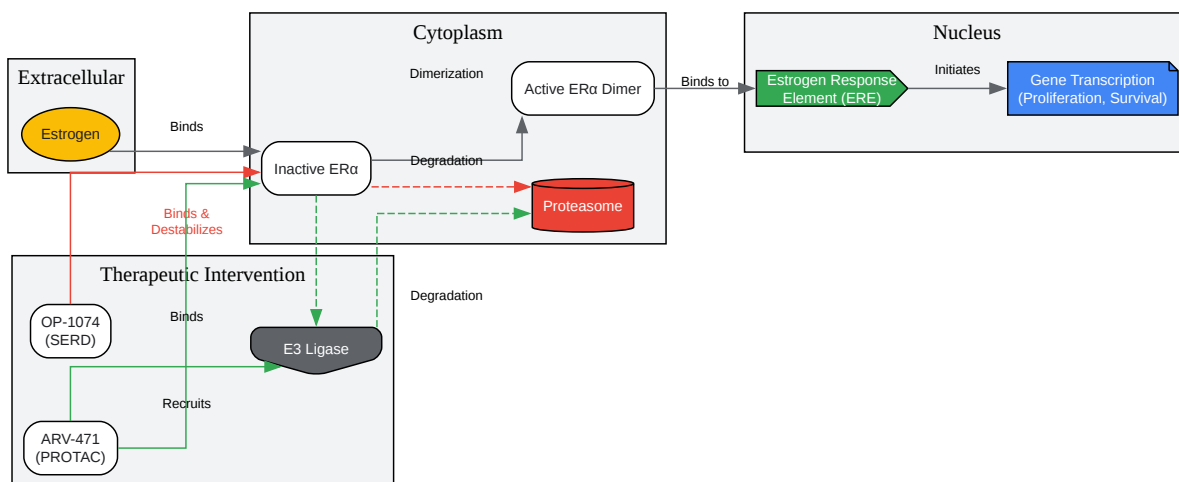 Cytoplasm
Nucleus
Extracellular
Dimerization
Active ERα Dimer
Binds to
Estrogen Response
Element (ERE)
Initiates
Gene Transcription
(Proliferation, Survival)
Estrogen
Binds
Inactive ERα
Degradation
Proteasome
Binds &
Destabilizes
Therapeutic Intervention
Degradation
OP-1074
(SERD)
Binds
E3 Ligase
Recruits
ARV-471
(PROTAC)